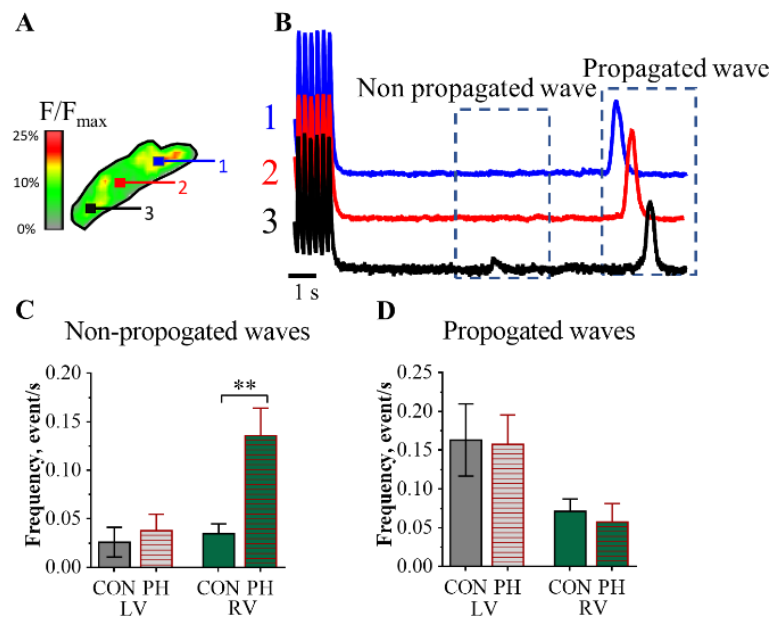 A
F/Fmax
25%
10%
0%
1
2
3
B
Non propagated wave
Propagated wave
1
2
3
1 s
C
Non-propogated waves
Frequency, event/s
0.20
0.15
0.10
0.05
0.00
**
CON PH CON PH
LV RV
D
Propogated waves
Frequency, event/s
0.25
0.20
0.15
0.10
0.05
0.00
CON PH CON PH
LV RV